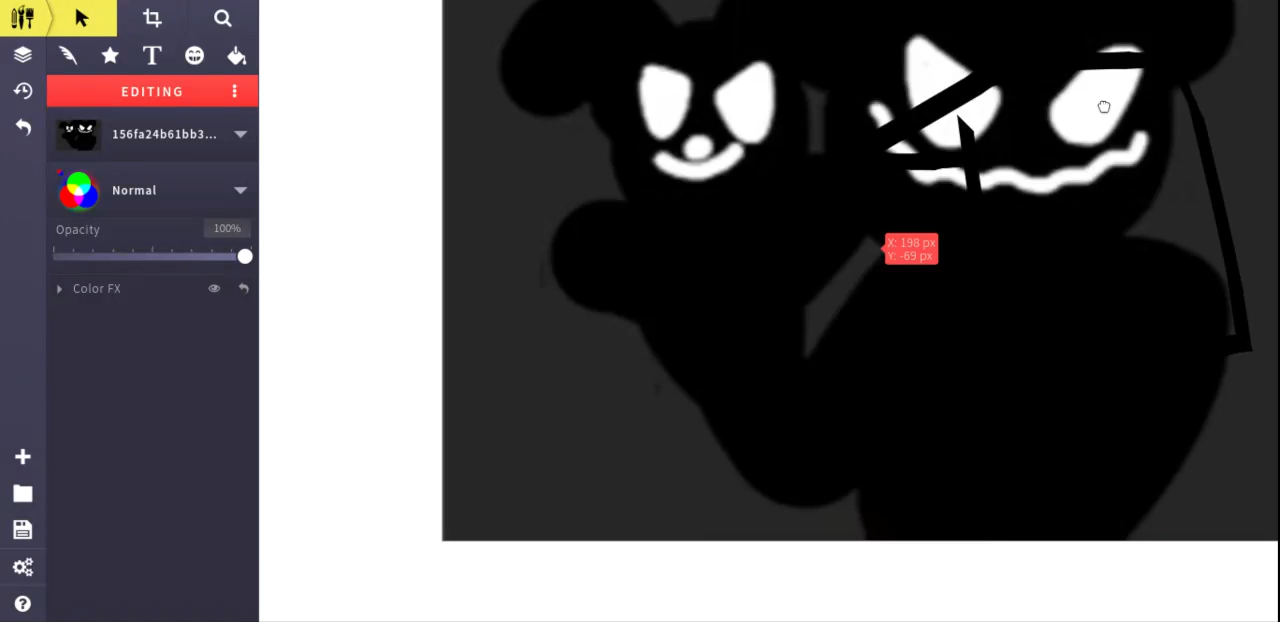 T
EDITING
156fa24b61bb3...
Normal
Opacity
100%
Color FX
X: 198 px
Y: -69 px